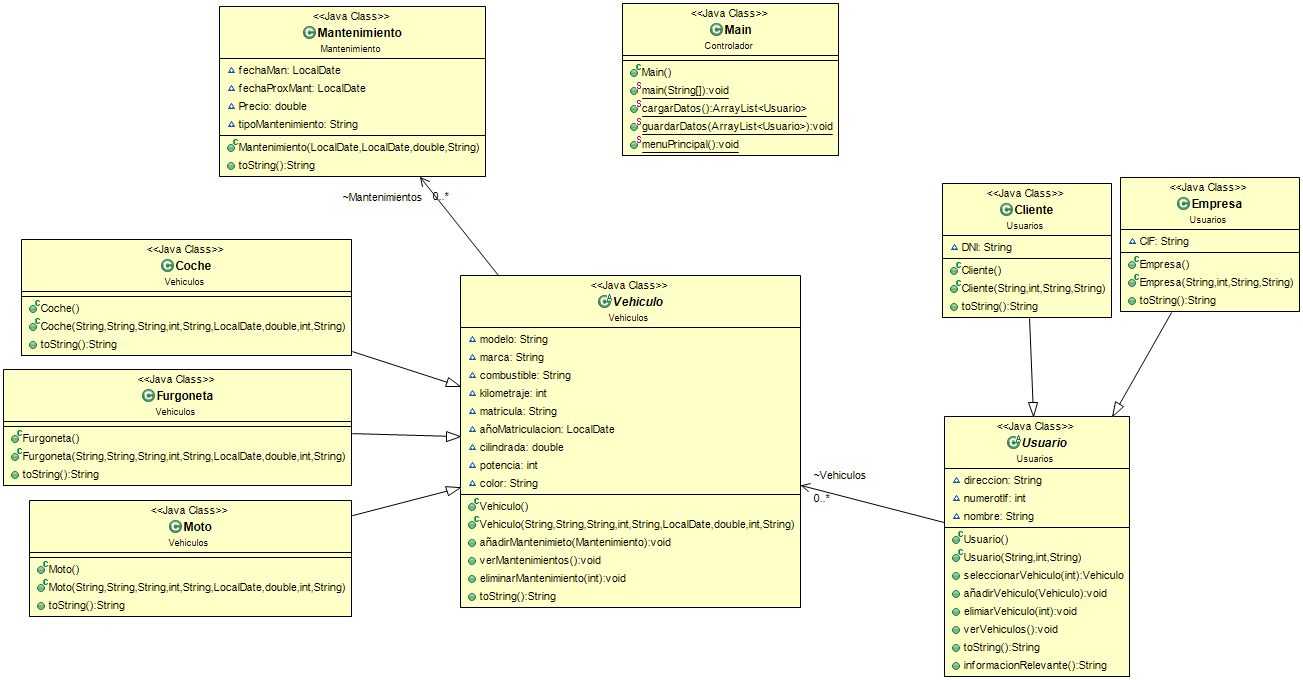 <<Java Class>>
Mantenimiento
Mantenimiento
fechaMan: LocalDate
fechaProxMant: LocalDate
Precio: double
tipoMantenimiento: String
Mantenimiento(LocalDate,LocalDate,double,String)
toString():String
<<Java Class>>
Main
Controlador
Main()
main(String[]):void
cargarDatos():ArrayList<Usuario>
guardarDatos(ArrayList<Usuario>):void
menuPrincipal():void
~Mantenimientos
0..*
<<Java Class>>
Cliente
Usuarios
DNI: String
Cliente()
Cliente(String,int,String,String)
toString():String
<<Java Class>>
Empresa
Usuarios
CIF: String
Empresa()
Empresa(String,int,String,String)
toString():String
<<Java Class>>
Coche
Vehiculos
Coche()
Coche(String,String,String,int,String,LocalDate,double,int,String)
toString():String
<<Java Class>>
Vehiculo
Vehiculos
modelo: String
marca: String
combustible: String
kilometraje: int
matricula: String
añoMatriculacion: LocalDate
cilindrada: double
potencia: int
color: String
Vehiculo()
Vehiculo(String,String,String,int,String,LocalDate,double,int,String)
añadirMantenimieto(Mantenimiento):void
verMantenimientos():void
eliminarMantenimiento(int):void
toString():String
<<Java Class>>
Furgoneta
Vehiculos
Furgoneta()
Furgoneta(String,String,String,int,String,LocalDate,double,int,String)
toString():String
<<Java Class>>
Moto
Vehiculos
Moto()
Moto(String,String,String,int,String,LocalDate,double,int,String)
toString():String
~Vehiculos
0..*
<<Java Class>>
Usuario
Usuarios
direccion: String
numerotlf: int
nombre: String
Usuario()
Usuario(String,int,String)
seleccionarVehiculo(int):Vehiculo
añadirVehiculo(Vehiculo):void
elimiarVehiculo(int):void
verVehiculos():void
toString():String
informacionRelevante():String